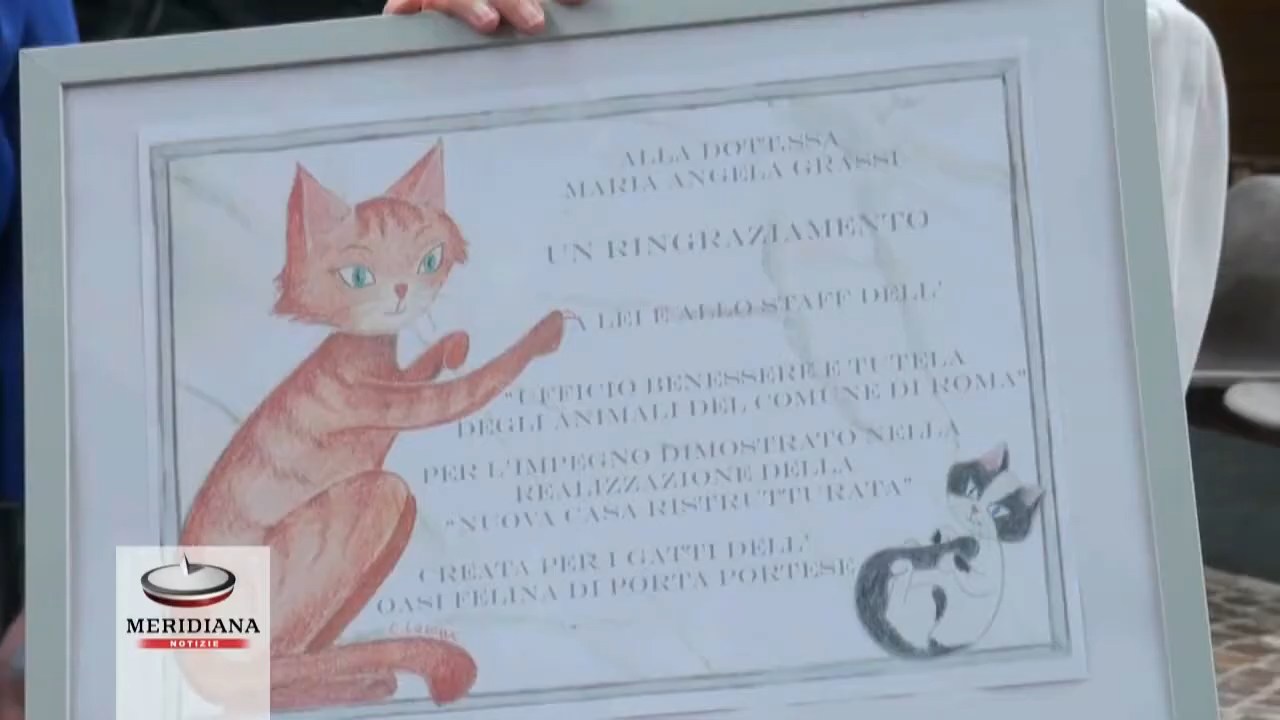 ALLA DOTT.SSA
MARIA ANGELA GRASSI
UN RINGRAZIAMENTO
A LEI E ALLO STAFF DELL'
"UFFICIO BENESSERE E TUTELA
DEGLI ANIMALI DEL COMUNE DI ROMA"
PER L'IMPEGNO DIMOSTRATO NELLA
REALIZZAZIONE DELLA
"NUOVA CASA RISTRUTTURATA"
CREATA PER I GATTI DELL'
OASI FELINA DI PORTA PORTESE
MERIDIANA
NOTIZIE